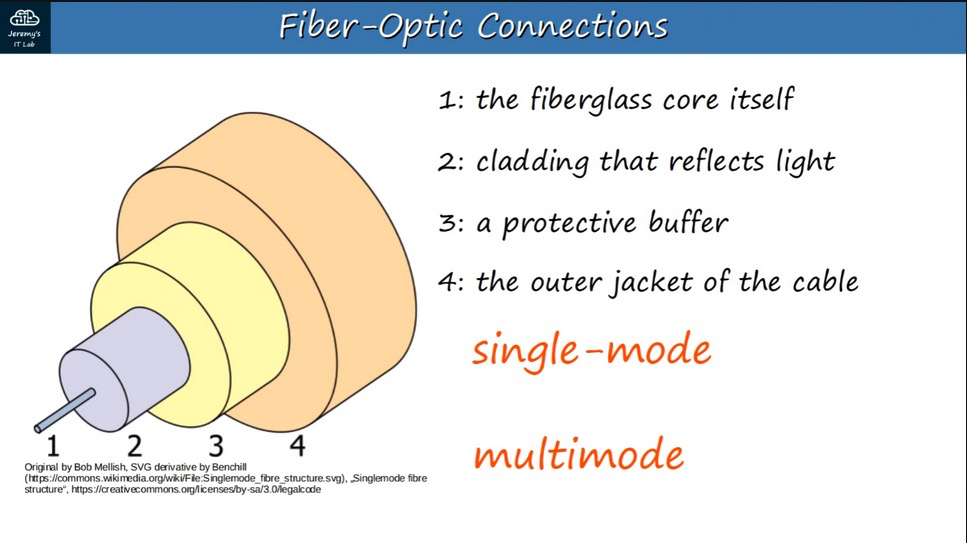 Jeremy's
IT Lab
Fiber-Optic Connections
1: the fiberglass core itself
2: cladding that reflects light
3: a protective buffer
4: the outer jacket of the cable
single-mode
multimode
1 2 3 4
Original by Bob Mellish, SVG derivative by Benchill
(https://commons.wikimedia.org/wiki/File:Singlemode_fibre_structure.svg), „Singlemode fibre
structure“, https://creativecommons.org/licenses/by-sa/3.0/legalcode